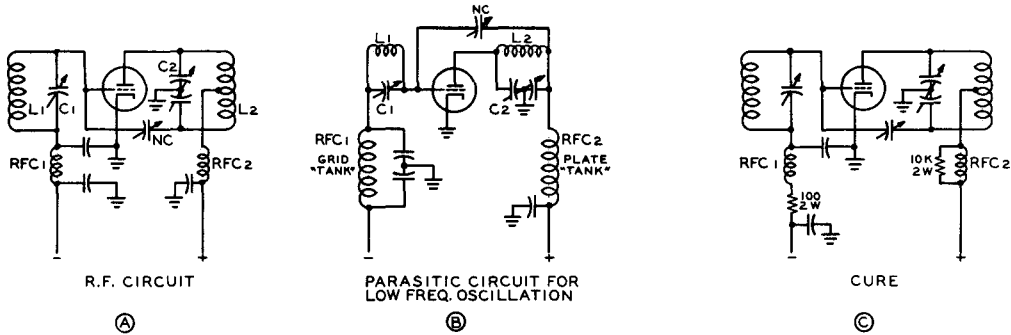 L1
C1
C2
L2
NC
RFC1
RFC2
-
+
R.F. CIRCUIT
A
NC
L1
L2
C1
C2
RFC1
GRID
"TANK"
RFC2
PLATE
"TANK"
-
+
PARASITIC CIRCUIT FOR
LOW FREQ. OSCILLATION
B
RFC1
100
2W
10K
2W
RFC2
-
+
CURE
C